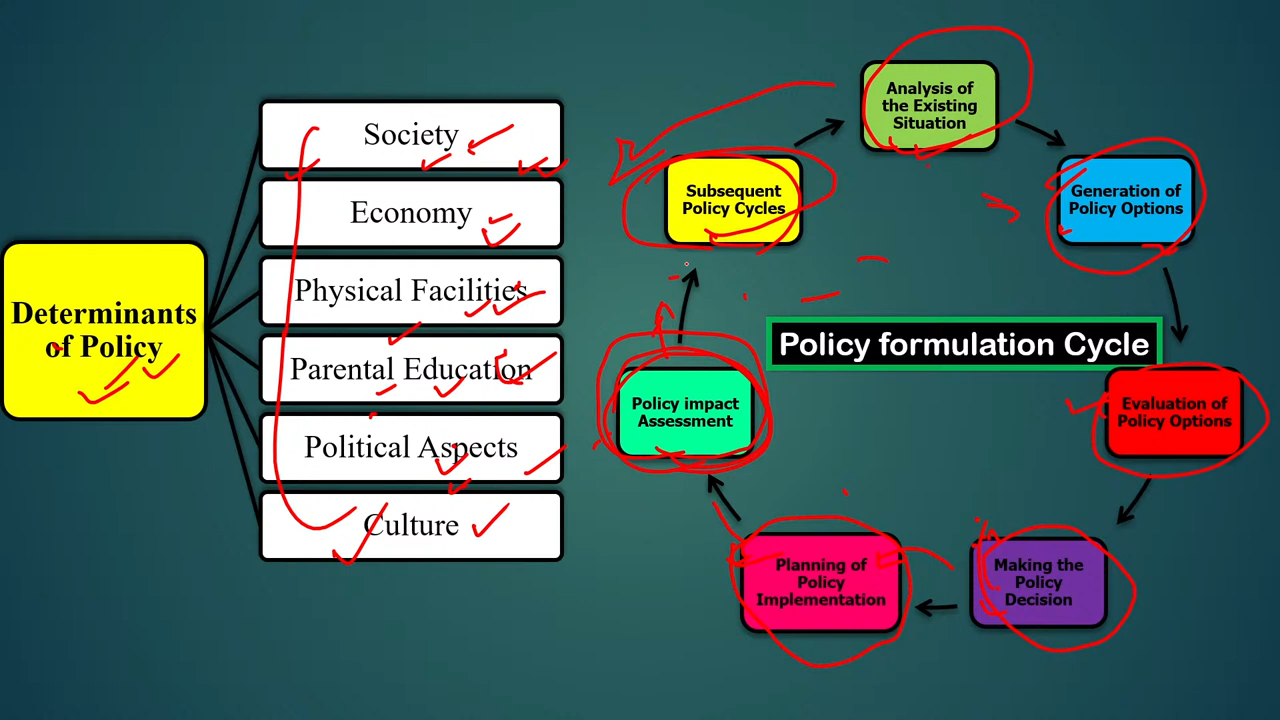 Determinants
of Policy
Society
Economy
Physical Facilities
Parental Education
Political Aspects
Culture
Policy formulation Cycle
Analysis of
the Existing
Situation
Generation of
Policy Options
Evaluation of
Policy Options
Making the
Policy
Decision
Planning of
Policy
Implementation
Policy impact
Assessment
Subsequent
Policy Cycles